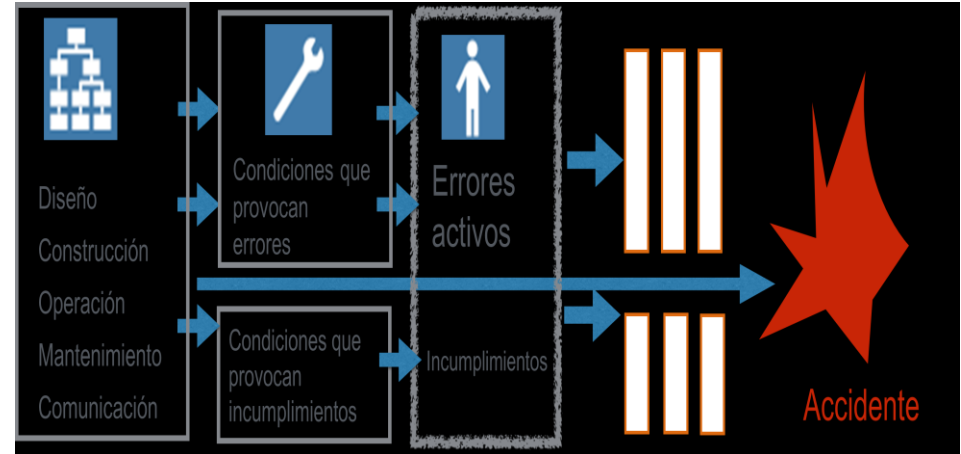 Diseño
Construcción
Operación
Mantenimiento
Comunicación
Condiciones que
provocan
errores
Condiciones que
provocan
incumplimientos
Errores
activos
Incumplimientos
Accidente